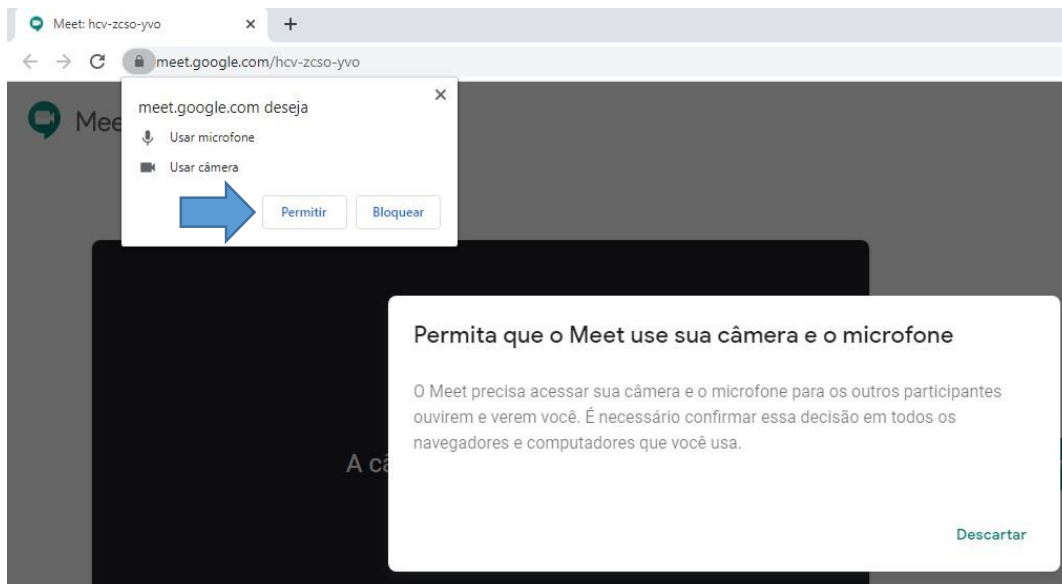 Meet: hcv-zcso-yvo
meet.google.com/hcv-zcso-yvo
meet.google.com deseja
Usar microfone
Usar câmera
Permitir Bloquear
Permita que o Meet use sua câmera e o microfone
O Meet precisa acessar sua câmera e o microfone para os outros participantes
ouvirem e verem você. É necessário confirmar essa decisão em todos os
navegadores e computadores que você usa.
A
Descartar